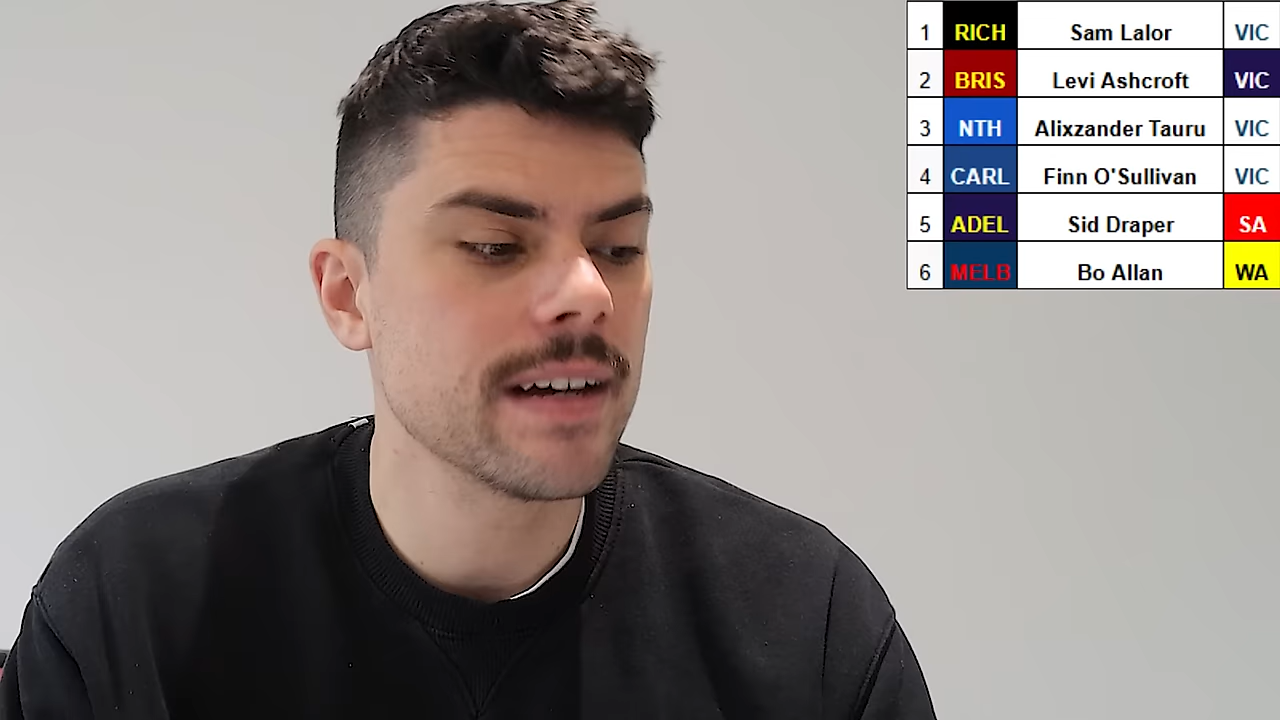 1 RICH Sam Lalor VIC
2 BRIS Levi Ashcroft VIC
3 NTH Alixzander Tauru VIC
4 CARL Finn O'Sullivan VIC
5 ADEL Sid Draper SA
6 MELB Bo Allan WA